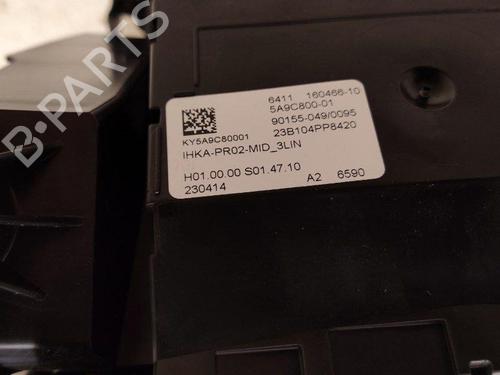 B-PARTS
6411 160466-10
5A9C800-01
90155-049/0095
KY5A9C80001 23B104PP8420
IHKA-PR02-MID_3LIN
H01.00.00 S01.47.10
230414 A2 6590